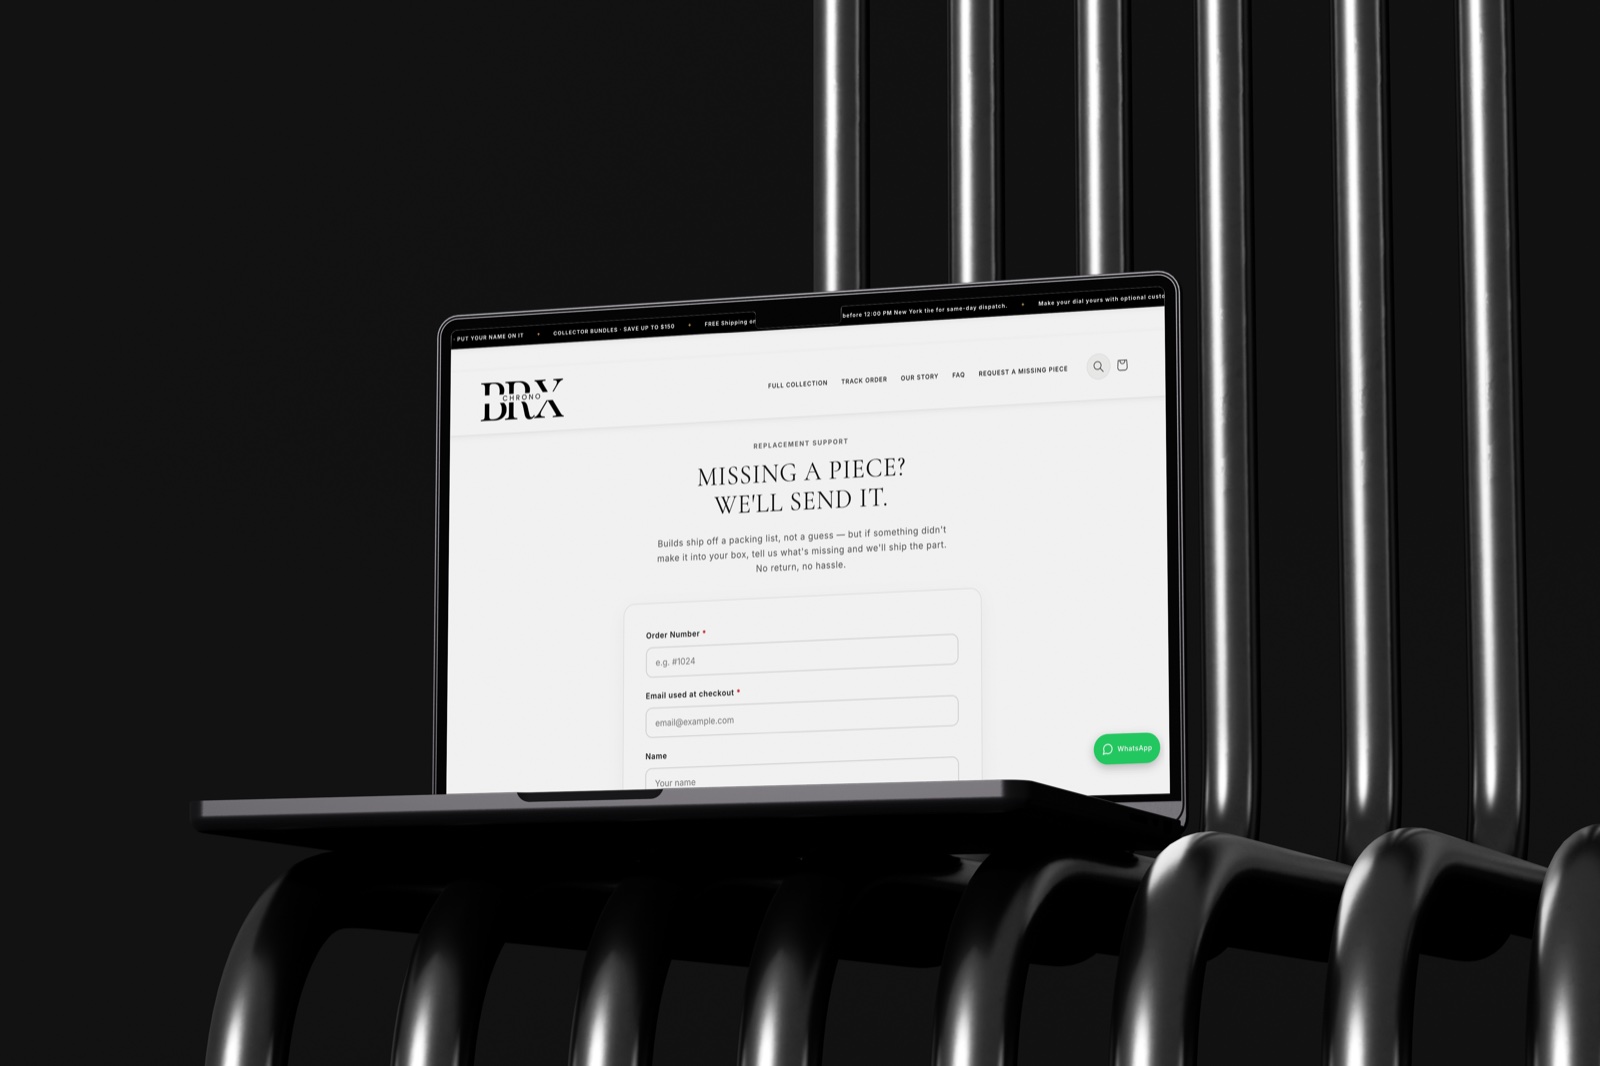 PUT YOUR NAME ON IT • COLLECTOR BUNDLES · SAVE UP TO $150 • FREE Shipping on
before 12:00 PM New York the for same-day dispatch. • Make your dial yours with optional custo
BRX
CHRONO
FULL COLLECTION TRACK ORDER OUR STORY FAQ REQUEST A MISSING PIECE
REPLACEMENT SUPPORT
MISSING A PIECE?
WE'LL SEND IT.
Builds ship off a packing list, not a guess — but if something didn't
make it into your box, tell us what's missing and we'll ship the part.
No return, no hassle.
Order Number *
e.g. #1024
Email used at checkout *
email@example.com
Name
Your name
WhatsApp